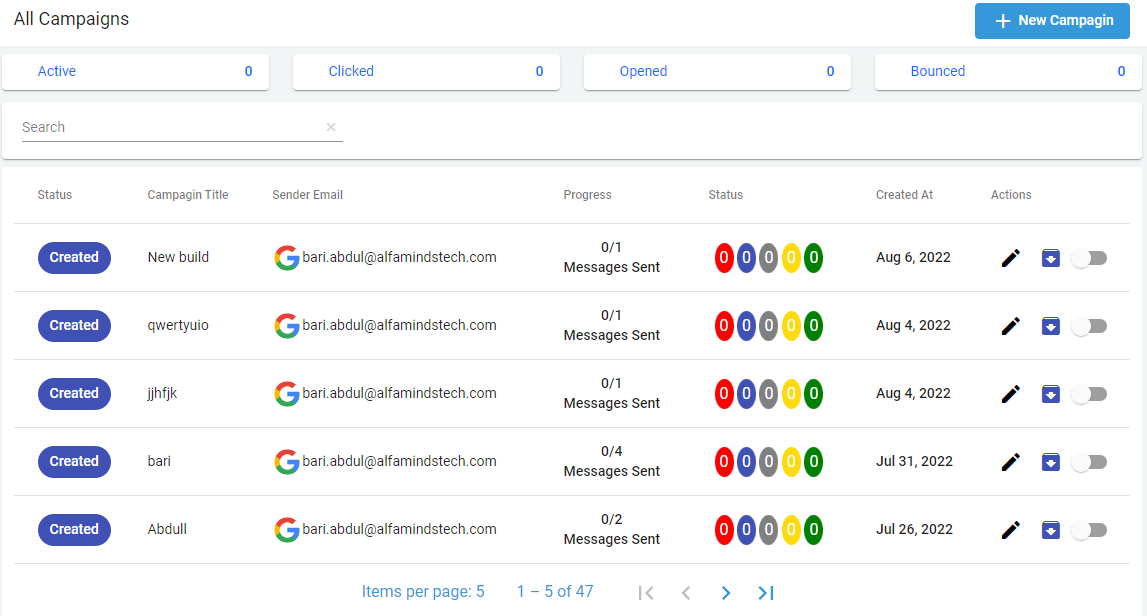 All Campaigns
New Campagin
Active 0 Clicked 0 Opened 0 Bounced 0
Search
Status Campagin Title Sender Email Progress Status Created At Actions
Created New build bari.abdul@alfamindstech.com 0/1 Messages Sent 0 0 0 0 0 Aug 6, 2022
Created qwertyuio bari.abdul@alfamindstech.com 0/1 Messages Sent 0 0 0 0 0 Aug 4, 2022
Created jjhfjk bari.abdul@alfamindstech.com 0/1 Messages Sent 0 0 0 0 0 Aug 4, 2022
Created bari bari.abdul@alfamindstech.com 0/4 Messages Sent 0 0 0 0 0 Jul 31, 2022
Created Abdull bari.abdul@alfamindstech.com 0/2 Messages Sent 0 0 0 0 0 Jul 26, 2022
Items per page: 5 1 – 5 of 47